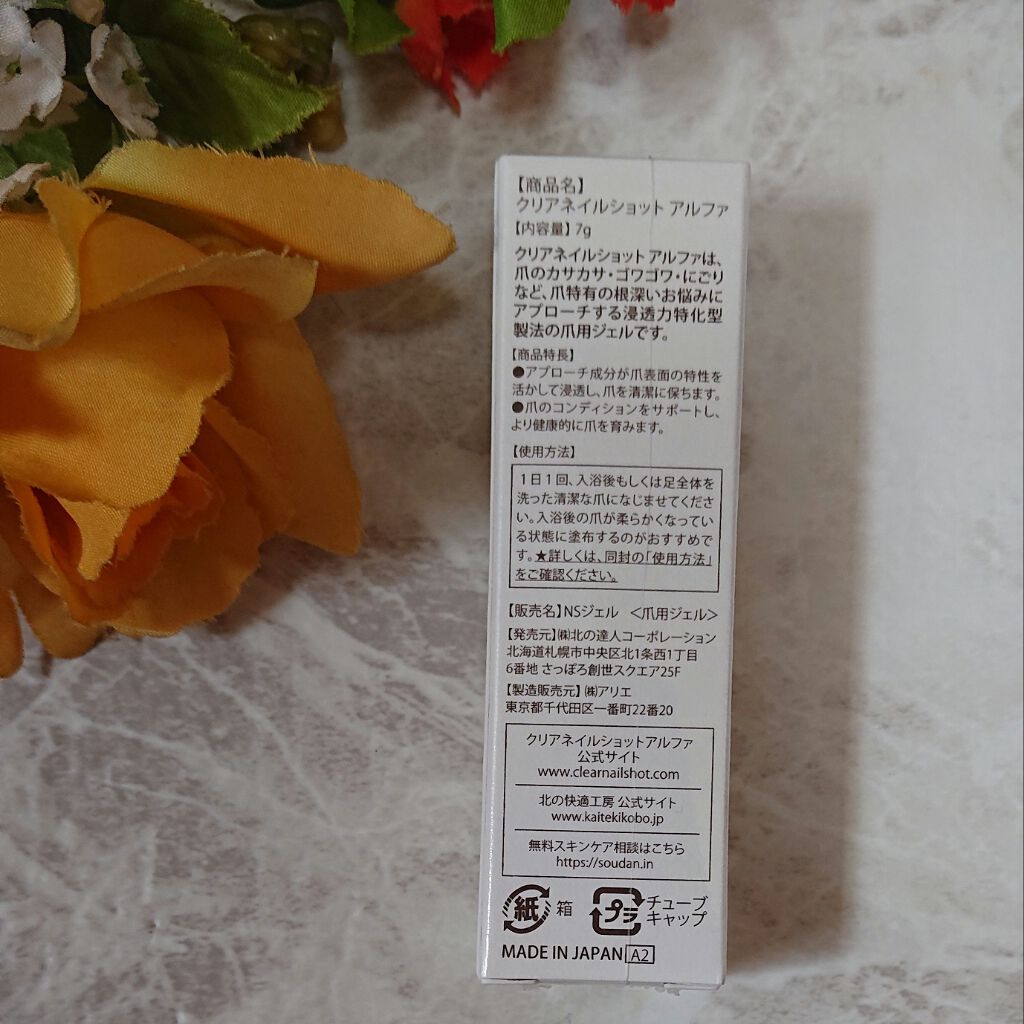 【商品名】
クリアネイルショット アルファ
【内容量】7g
クリアネイルショット アルファは、
爪のカサカサ・ゴワゴワ・にごり
など、爪特有の根深いお悩みに
アプローチする浸透力特化型
製法の爪用ジェルです。
【商品特長】
●アプローチ成分が爪表面の特性を
活かして浸透し、爪を清潔に保ちます。
●爪のコンディションをサポートし、
より健康的に爪を育みます。
【使用方法】
1日1回、入浴後もしくは足全体を
洗った清潔な爪になじませてくださ
い。入浴後の爪が柔らかくなってい
る状態に塗布するのがおすすめで
す。★詳しくは、同封の「使用方法」
をご確認ください。
【販売名】NSジェル <爪用ジェル>
【発売元】㈱北の達人コーポレーション
北海道札幌市中央区北1条西1丁目
6番地 さっぽろ創世スクエア25F
【製造販売元】㈱アリエ
東京都千代田区一番町22番20
クリアネイルショットアルファ
公式サイト
www.clearnailshot.com
北の快適工房 公式サイト
www.kaitekikobo.jp
無料スキンケア相談はこちら
https://soudan.in
紙 箱 プラ チューブ
キャップ
MADE IN JAPAN A2